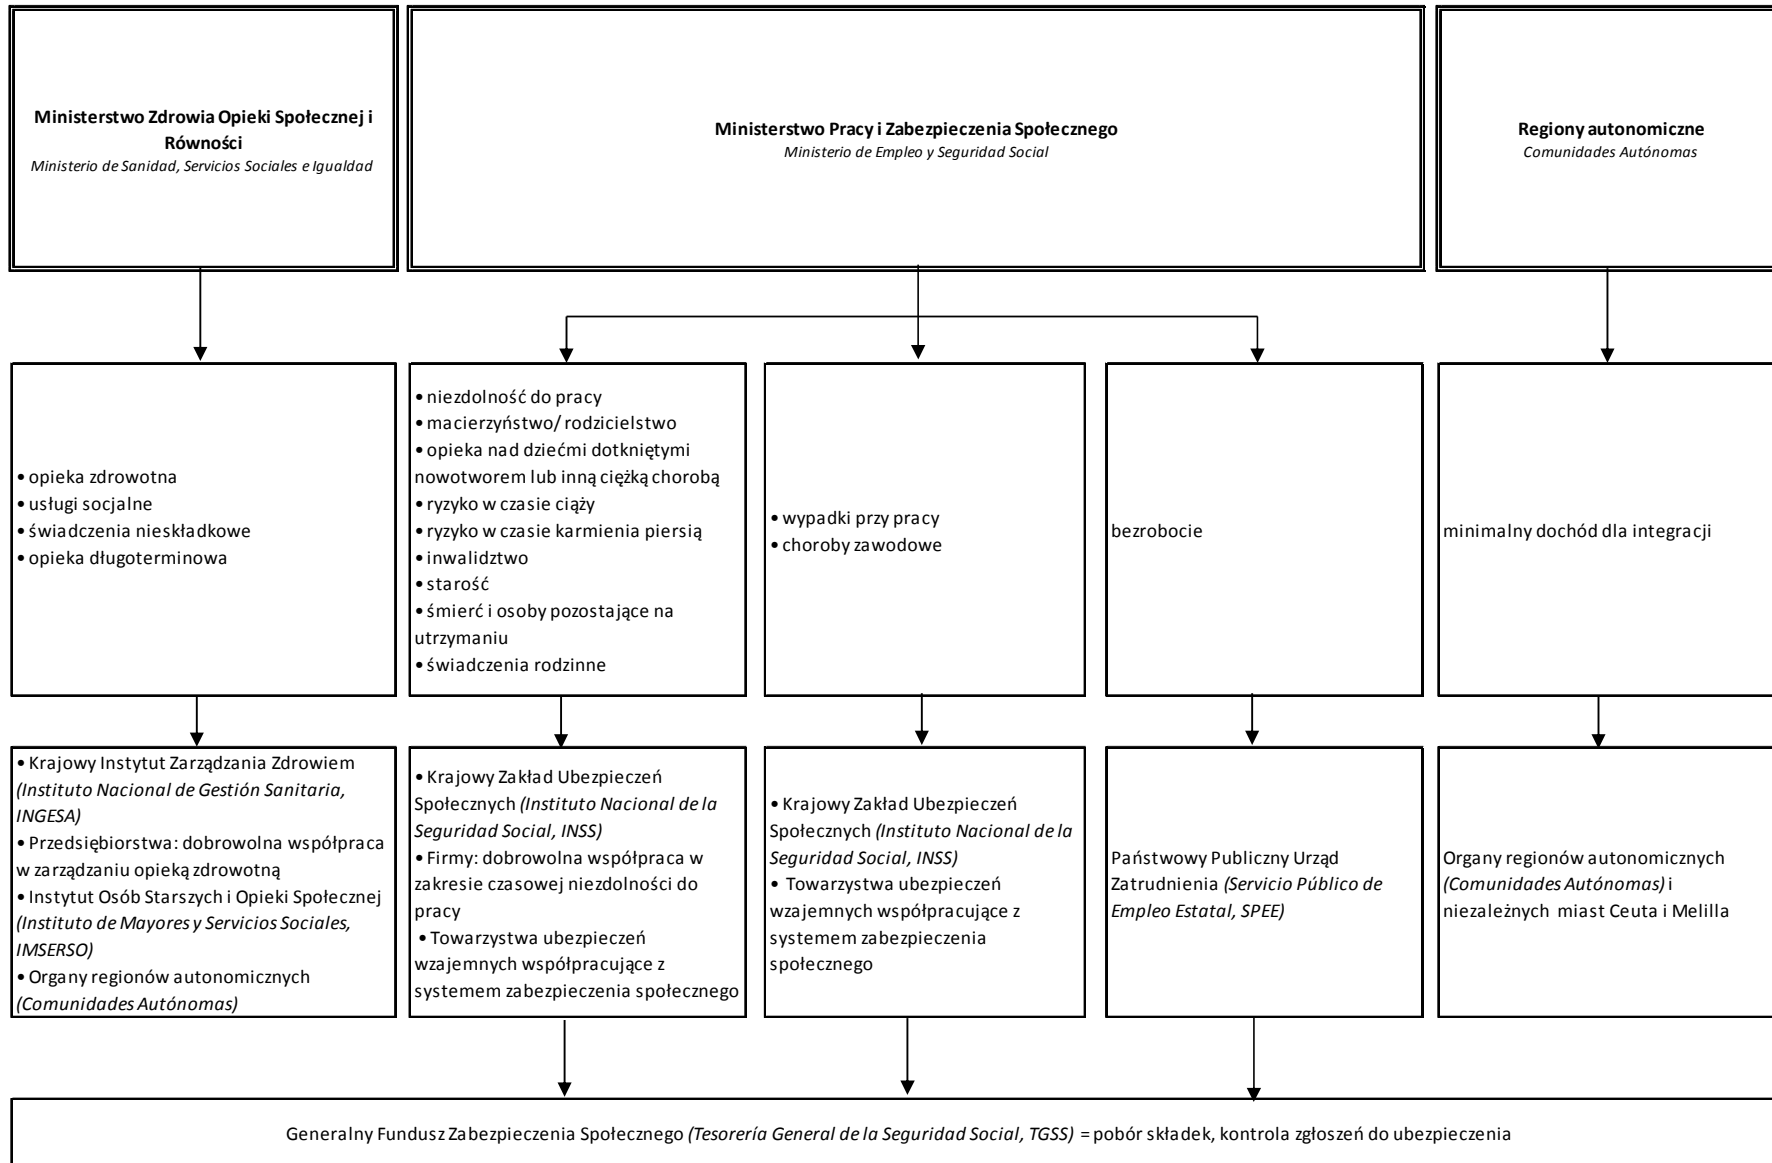 Ministerstwo Zdrowia Opieki Społecznej i
Równości
Ministerio de Sanidad, Servicios Sociales e Igualdad
Ministerstwo Pracy i Zabezpieczenia Społecznego
Ministerio de Empleo y Seguridad Social
Regiony autonomiczne
Comunidades Autónomas
• opieka zdrowotna
• usługi socjalne
• świadczenia nieskładkowe
• opieka długoterminowa
• niezdolność do pracy
• macierzyństwo/ rodzicielstwo
• opieka nad dziećmi dotkniętymi
nowotworem lub inną ciężką chorobą
• ryzyko w czasie ciąży
• ryzyko w czasie karmienia piersią
• inwalidztwo
• starość
• śmierć i osoby pozostające na
utrzymaniu
• świadczenia rodzinne
• wypadki przy pracy
• choroby zawodowe
bezrobocie
minimalny dochód dla integracji
• Krajowy Instytut Zarządzania Zdrowiem
(Instituto Nacional de Gestión Sanitaria,
INGESA)
• Przedsiębiorstwa: dobrowolna współpraca
w zarządzaniu opieką zdrowotną
• Instytut Osób Starszych i Opieki Społecznej
(Instituto de Mayores y Servicios Sociales,
IMSERSO)
• Organy regionów autonomicznych
(Comunidades Autónomas)
• Krajowy Zakład Ubezpieczeń
Społecznych (Instituto Nacional de la
Seguridad Social, INSS)
• Firmy: dobrowolna współpraca w
zakresie czasowej niezdolności do
pracy
• Towarzystwa ubezpieczeń
wzajemnych współpracujące z
systemem zabezpieczenia społecznego
• Krajowy Zakład Ubezpieczeń
Społecznych (Instituto Nacional de la
Seguridad Social, INSS)
• Towarzystwa ubezpieczeń
wzajemnych współpracujące z
systemem zabezpieczenia
społecznego
Państwowy Publiczny Urząd
Zatrudnienia (Servicio Público de
Empleo Estatal, SPEE)
Organy regionów autonomicznych
(Comunidades Autónomas) i
niezależnych miast Ceuta i Melilla
Generalny Fundusz Zabezpieczenia Społecznego (Tesorería General de la Seguridad Social, TGSS) = pobór składek, kontrola zgłoszeń do ubezpieczenia